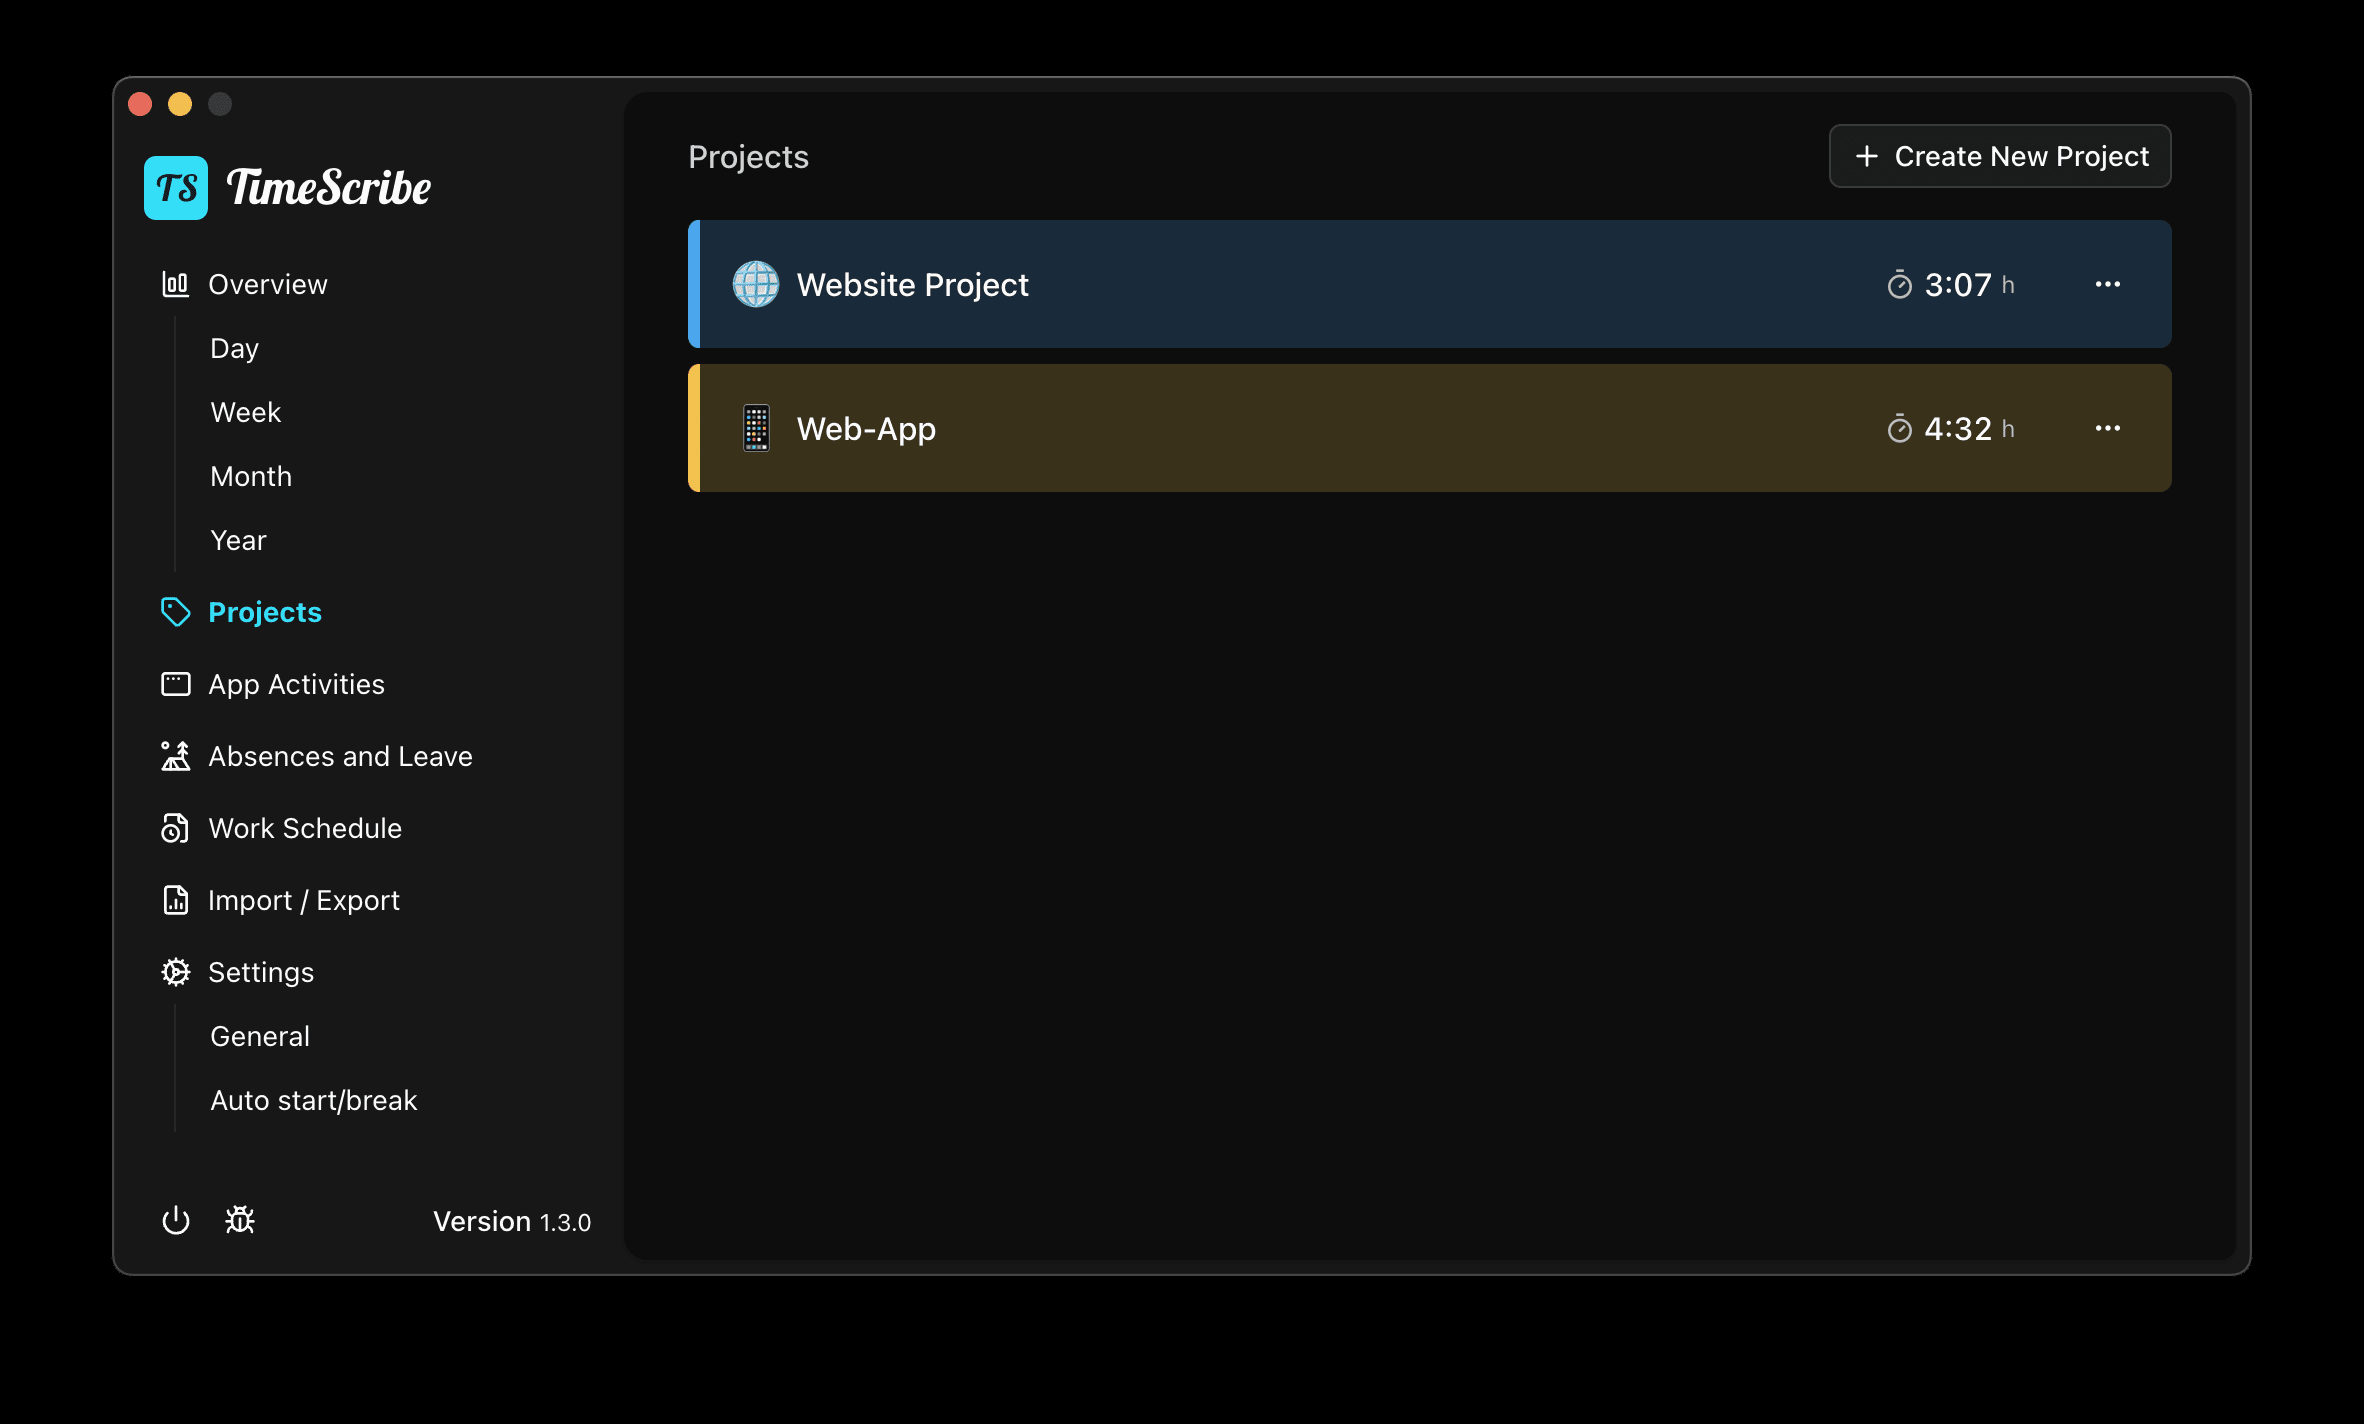 TS TimeScribe
Overview
Day
Week
Month
Year
Projects
App Activities
Absences and Leave
Work Schedule
Import / Export
Settings
General
Auto start/break
Version 1.3.0
Projects
+ Create New Project
Website Project 3:07 h
Web-App 4:32 h